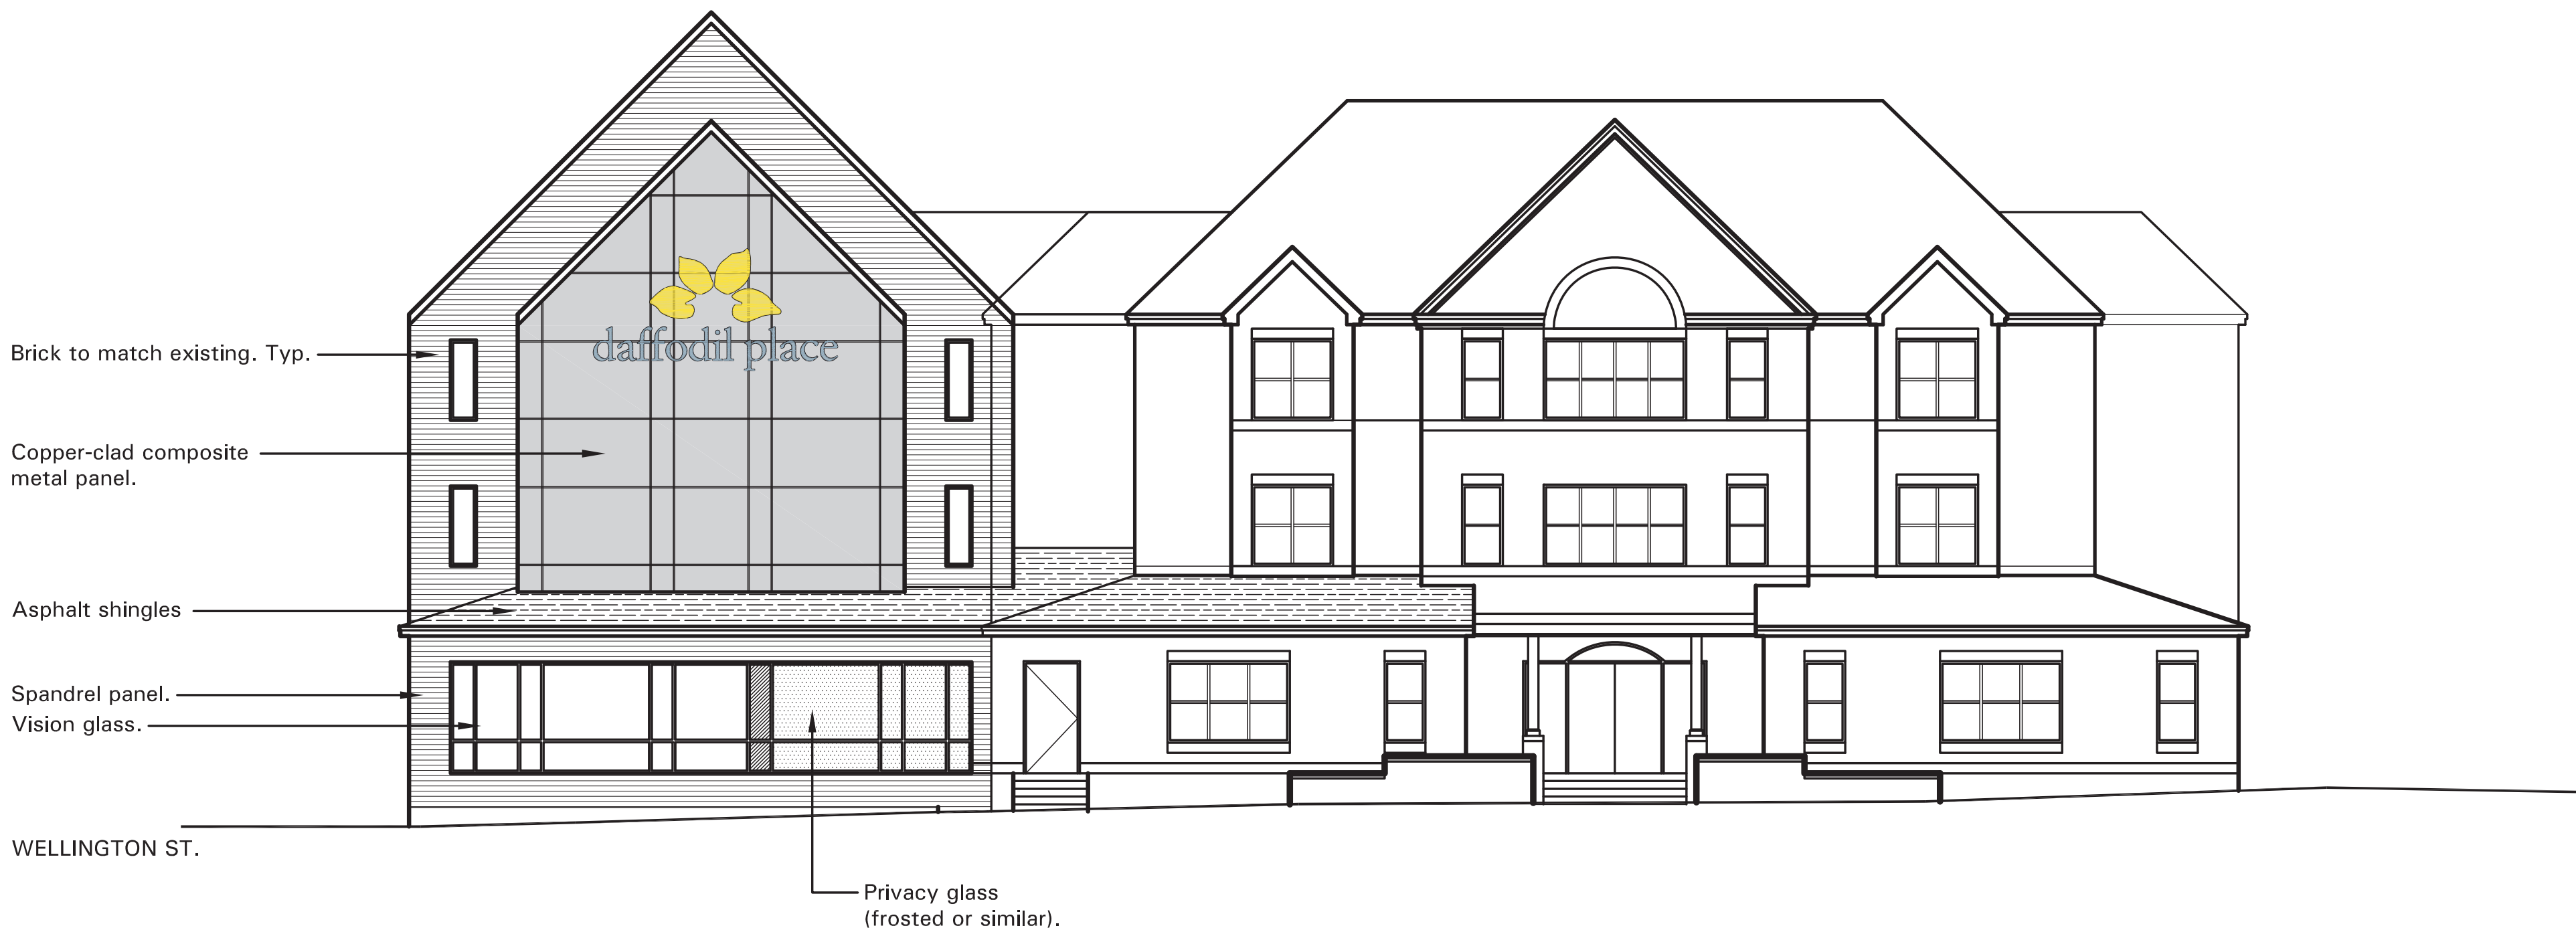 daffodil place
Brick to match existing. Typ.
Copper-clad composite
metal panel.
Asphalt shingles
Spandrel panel.
Vision glass.
WELLINGTON ST.
Privacy glass
(frosted or similar).